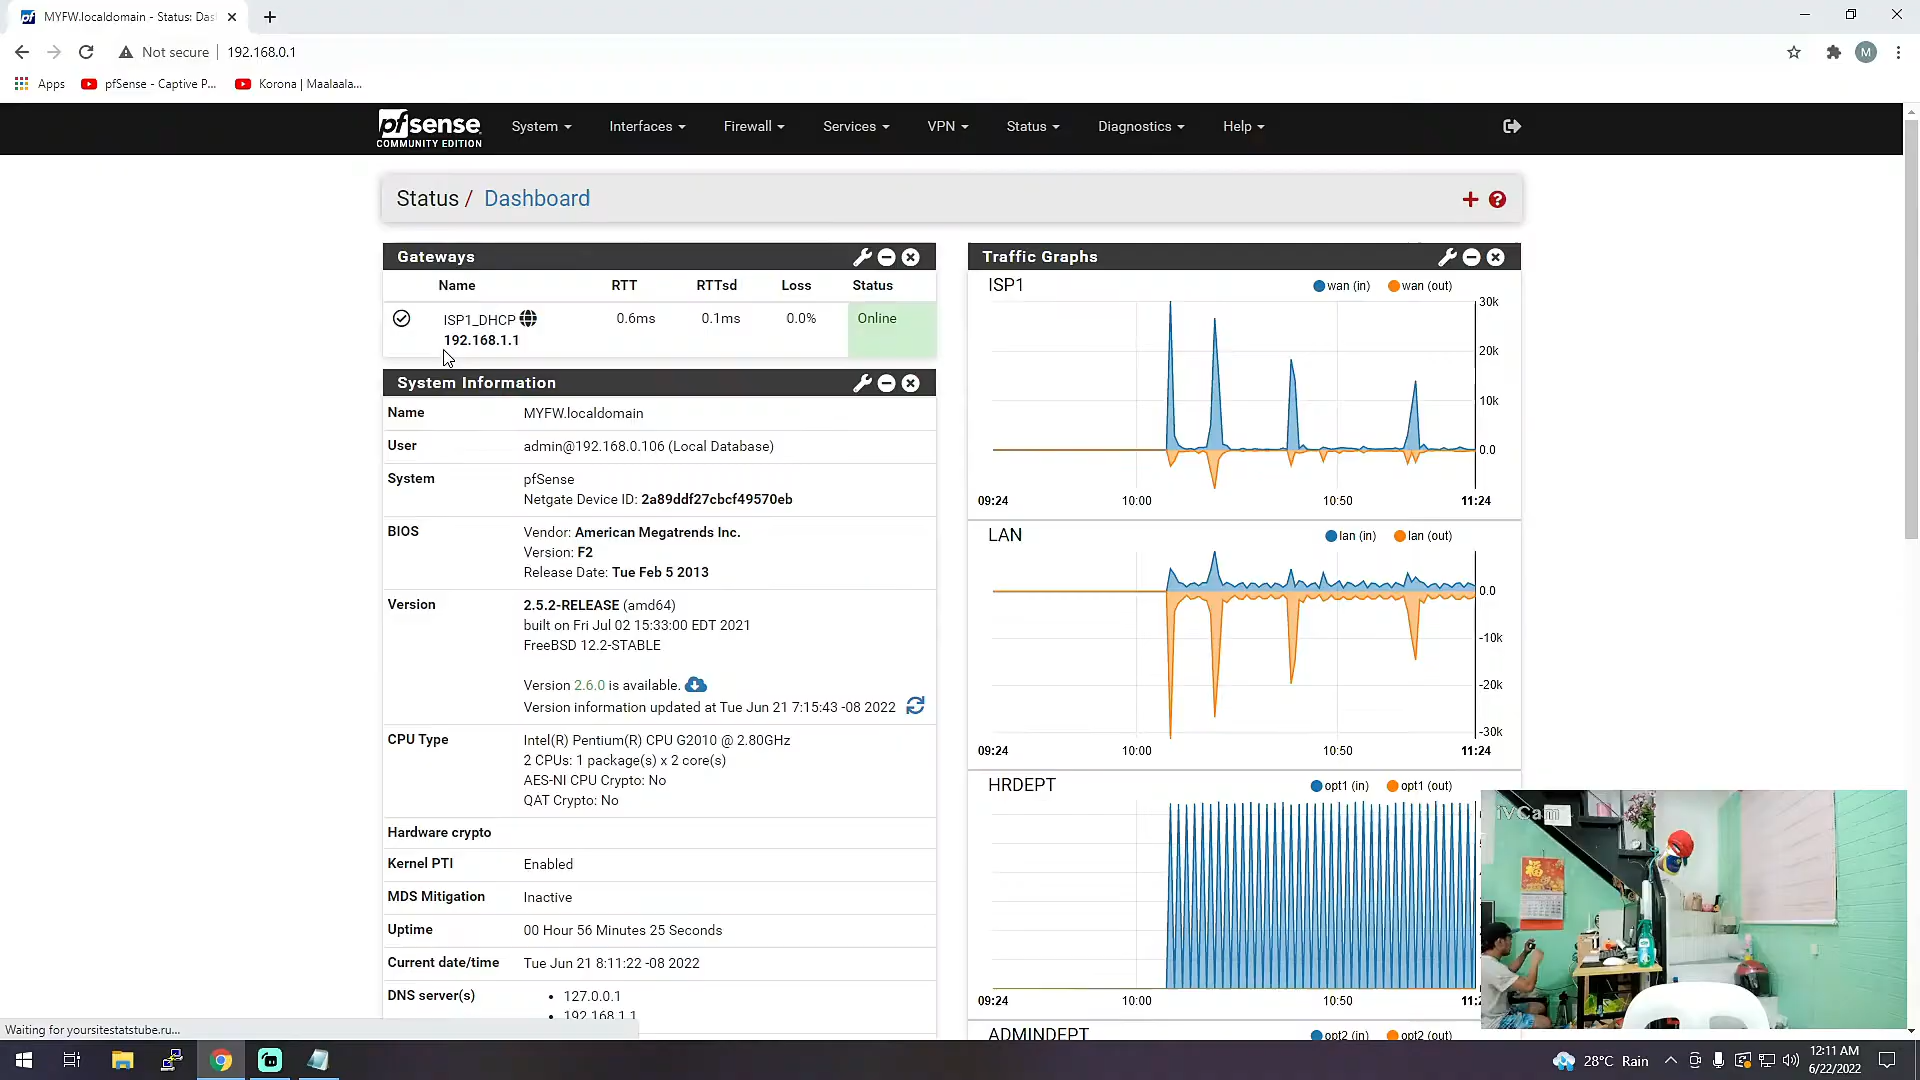 MYFW.localdomain - Status: Das
Not secure
192.168.0.1
M
Apps
pfSense - Captive P...
Korona | Maalaala...
pfsense
COMMUNITY EDITION
System
Interfaces
Firewall
Services
VPN
Status
Diagnostics
Help
Status / Dashboard
Gateways
Name RTT RTTsd Loss Status
ISP1_DHCP 0.6ms 0.1ms 0.0% Online
192.168.1.1
System Information
Name MYFW.localdomain
User admin@192.168.0.106 (Local Database)
System pfSense
Netgate Device ID: 2a89ddf27cbcf49570eb
BIOS Vendor: American Megatrends Inc.
Version: F2
Release Date: Tue Feb 5 2013
Version 2.5.2-RELEASE (amd64)
built on Fri Jul 02 15:33:00 EDT 2021
FreeBSD 12.2-STABLE
Version 2.6.0 is available.
Version information updated at Tue Jun 21 7:15:43 -08 2022
CPU Type Intel(R) Pentium(R) CPU G2010 @ 2.80GHz
2 CPUs: 1 package(s) x 2 core(s)
AES-NI CPU Crypto: No
QAT Crypto: No
Hardware crypto
Kernel PTI Enabled
MDS Mitigation Inactive
Uptime 00 Hour 56 Minutes 25 Seconds
Current date/time Tue Jun 21 8:11:22 -08 2022
DNS server(s) • 127.0.0.1
• 192.168.1.1
Traffic Graphs
ISP1 wan (in) wan (out)
30k
20k
10k
0.0
09:24 10:00 10:50 11:24
LAN lan (in) lan (out)
0.0
-10k
-20k
-30k
09:24 10:00 10:50 11:24
HRDEPT opt1 (in) opt1 (out)
09:24 10:00 10:50 11:2
ADMINDEPT opt2 (in) opt2 (out)
iVCam
福
Waiting for yoursitestatstube.ru...
28°C Rain
12:11 AM
6/22/2022